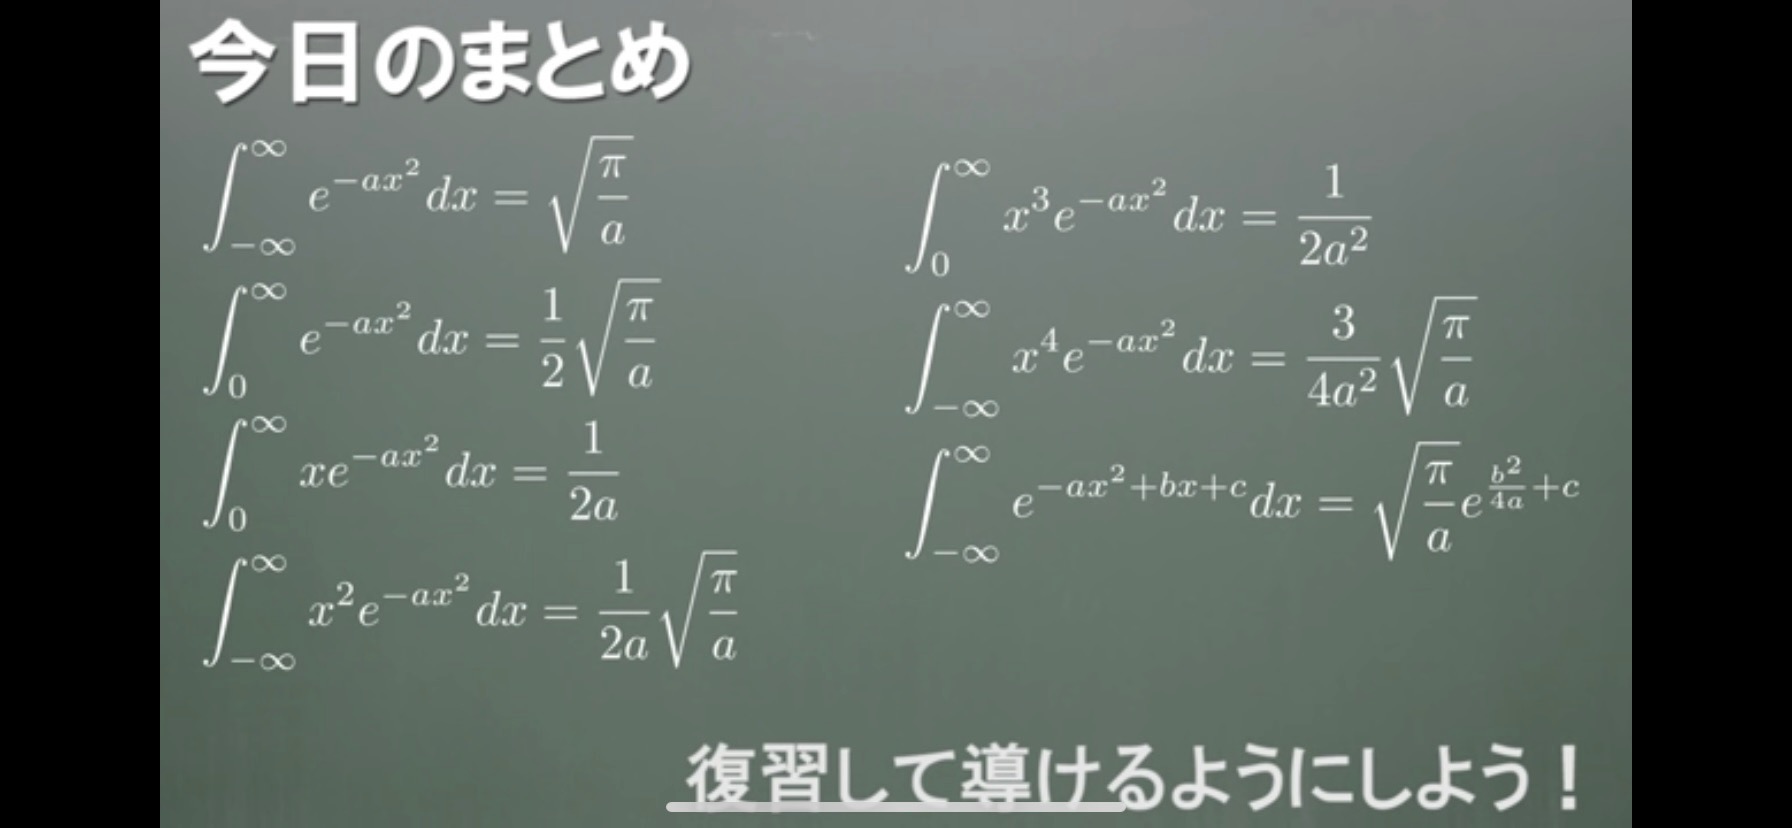 今日のまとめ
\int_{-\infty}^{\infty} e^{-ax^2} dx = \sqrt{\frac{\pi}{a}}
\int_{0}^{\infty} e^{-ax^2} dx = \frac{1}{2}\sqrt{\frac{\pi}{a}}
\int_{0}^{\infty} xe^{-ax^2} dx = \frac{1}{2a}
\int_{-\infty}^{\infty} x^2 e^{-ax^2} dx = \frac{1}{2a}\sqrt{\frac{\pi}{a}}
\int_{0}^{\infty} x^3 e^{-ax^2} dx = \frac{1}{2a^2}
\int_{-\infty}^{\infty} x^4 e^{-ax^2} dx = \frac{3}{4a^2}\sqrt{\frac{\pi}{a}}
\int_{-\infty}^{\infty} e^{-ax^2+bx+c} dx = \sqrt{\frac{\pi}{a}} e^{\frac{b^2}{4a}+c}
復習して導けるようにしよう！